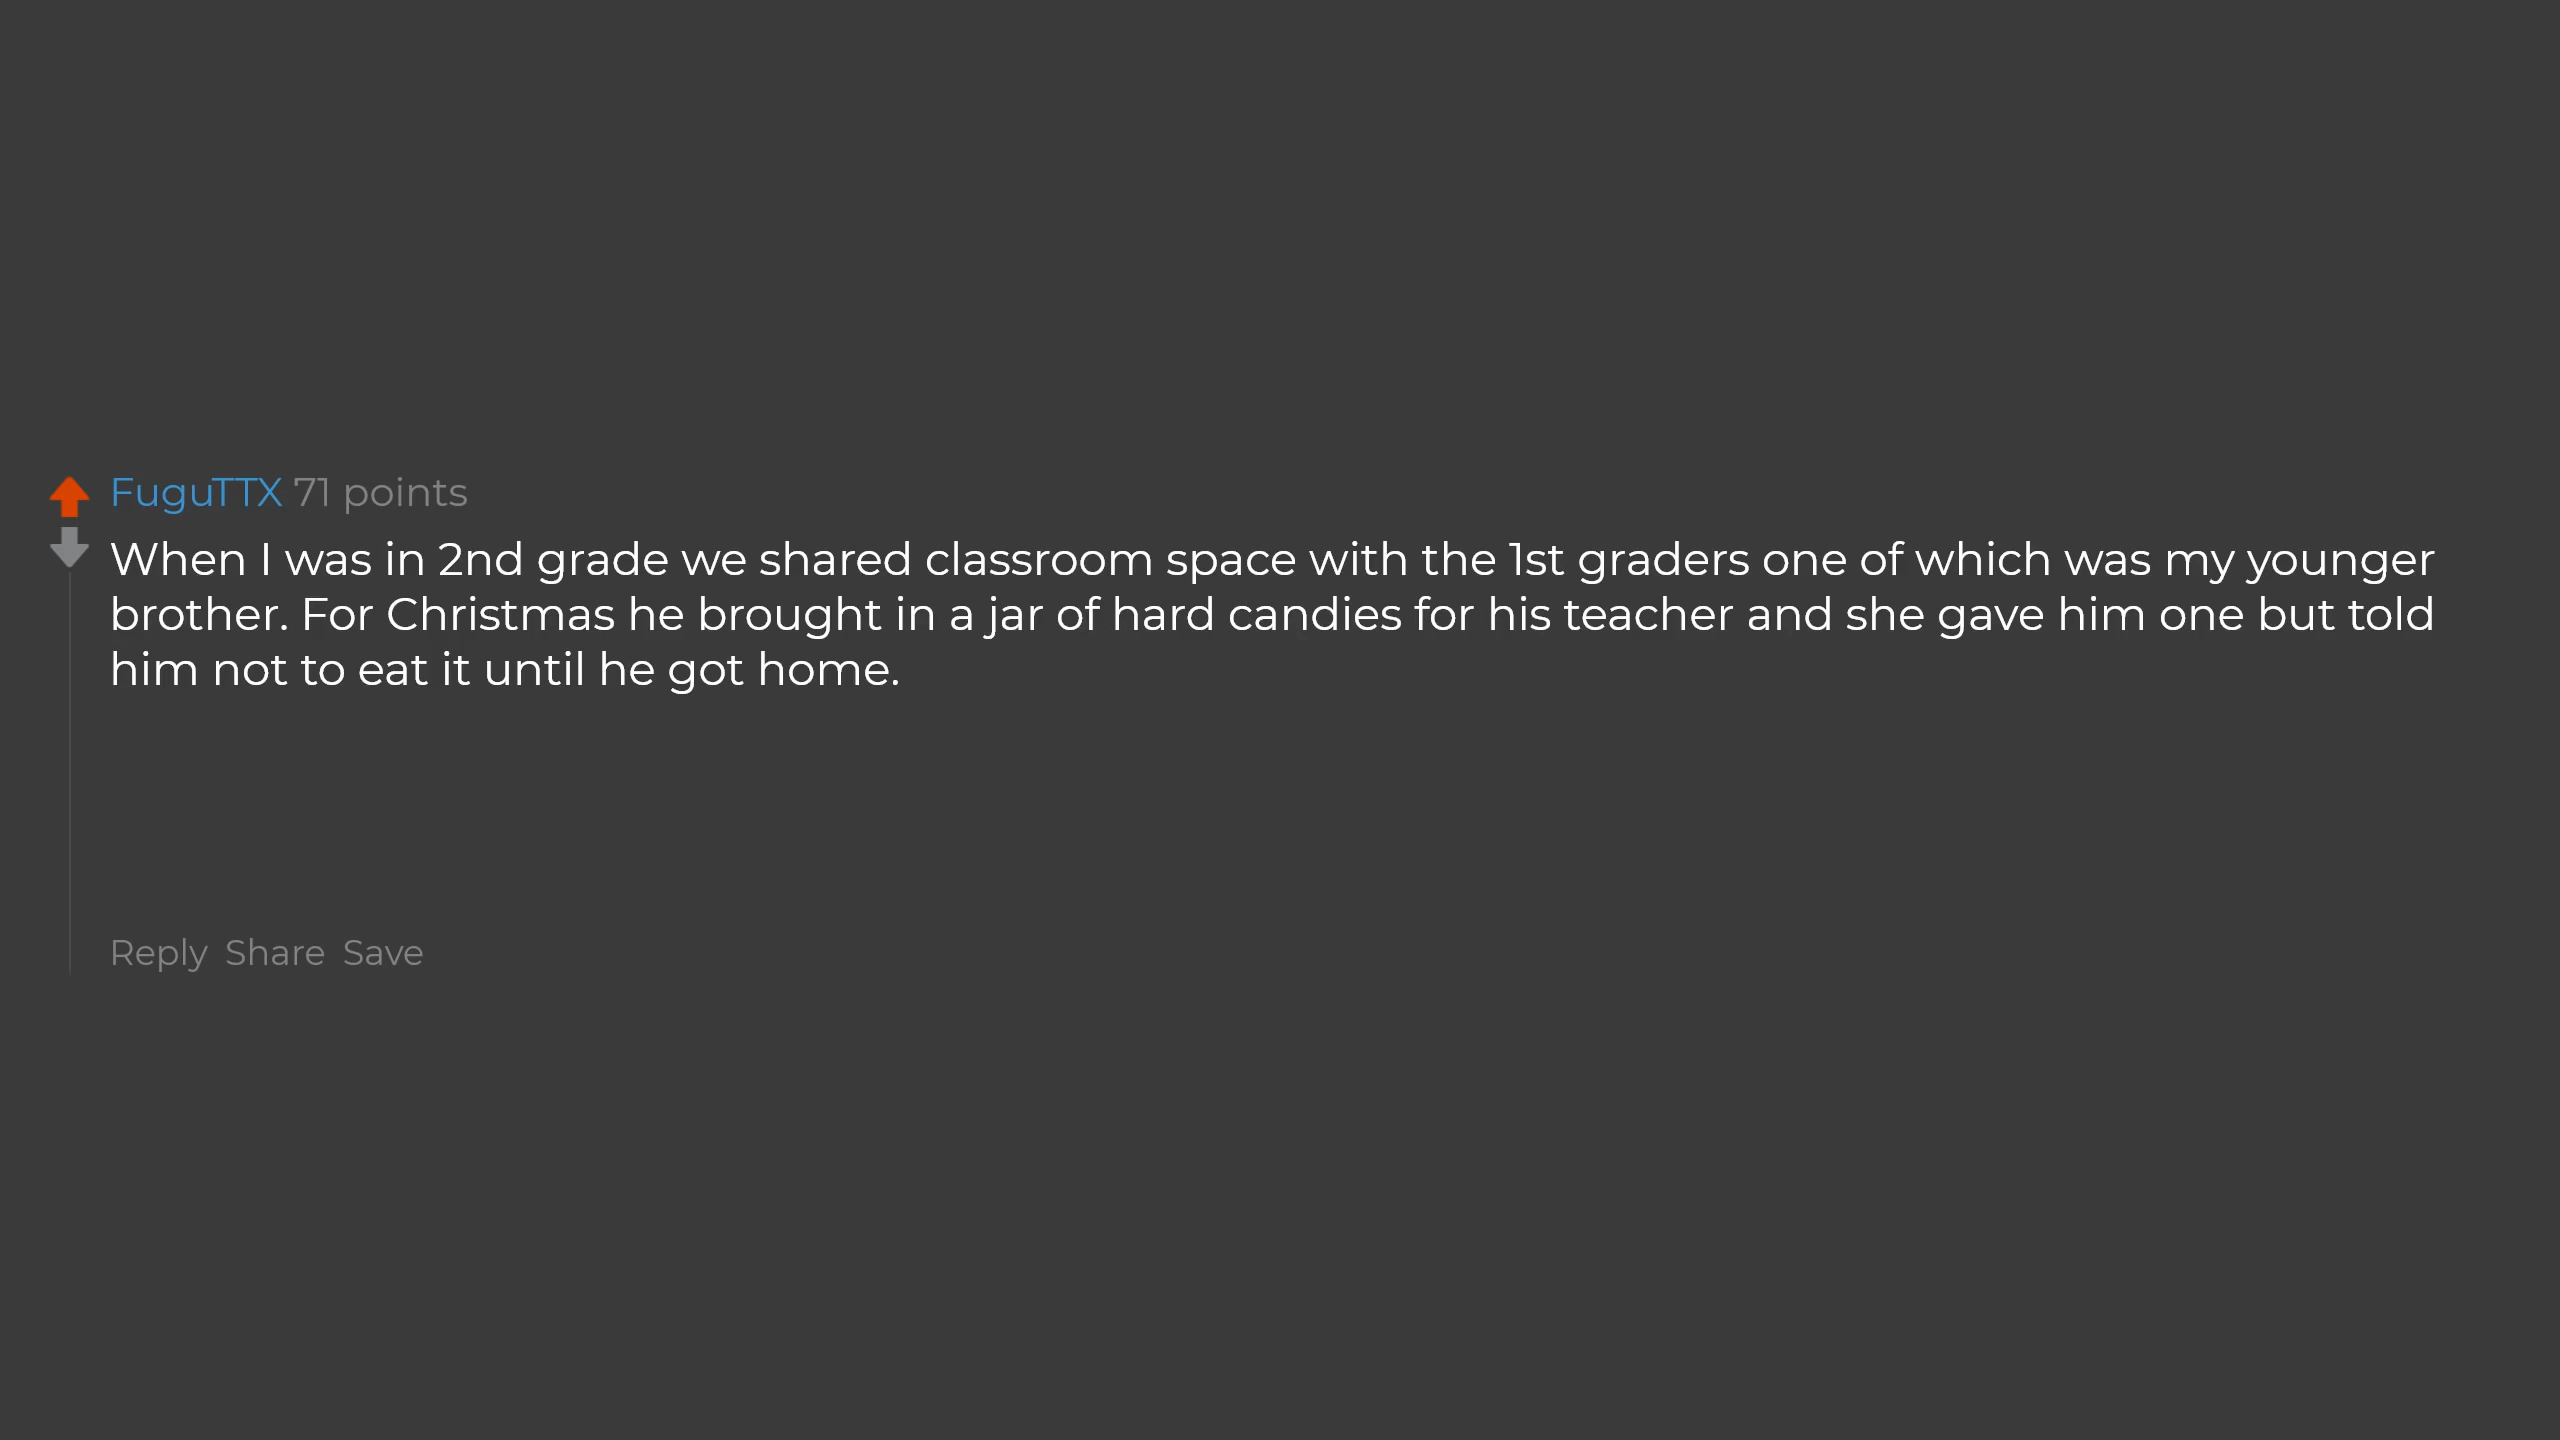 FuguTTX 71 points
When I was in 2nd grade we shared classroom space with the 1st graders one of which was my younger
brother. For Christmas he brought in a jar of hard candies for his teacher and she gave him one but told
him not to eat it until he got home.
Reply Share Save